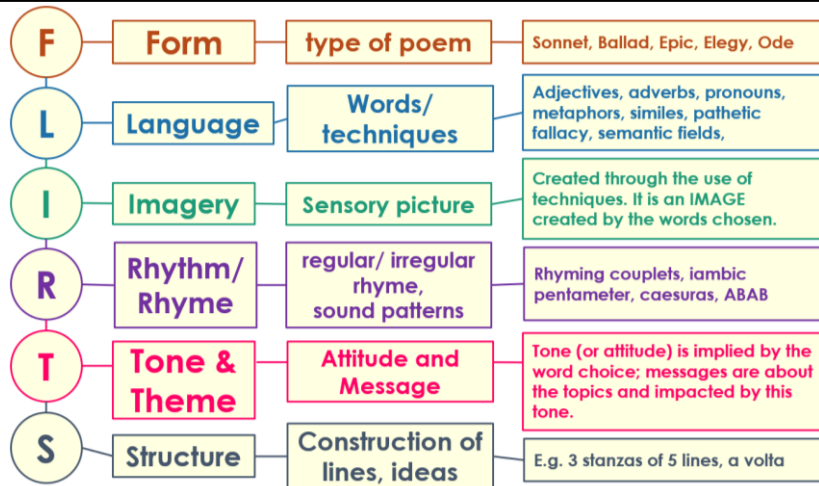 F
Form
type of poem
Sonnet, Ballad, Epic, Elegy, Ode
L
Language
Words/
techniques
Adjectives, adverbs, pronouns,
metaphors, similes, pathetic
fallacy, semantic fields,
I
Imagery
Sensory picture
Created through the use of
techniques. It is an IMAGE
created by the words chosen.
R
Rhythm/
Rhyme
regular/ irregular
rhyme,
sound patterns
Rhyming couplets, iambic
pentameter, caesuras, ABAB
T
Tone &
Theme
Attitude and
Message
Tone (or attitude) is implied by the
word choice; messages are about
the topics and impacted by this
tone.
S
Structure
Construction of
lines, ideas
E.g. 3 stanzas of 5 lines, a volta